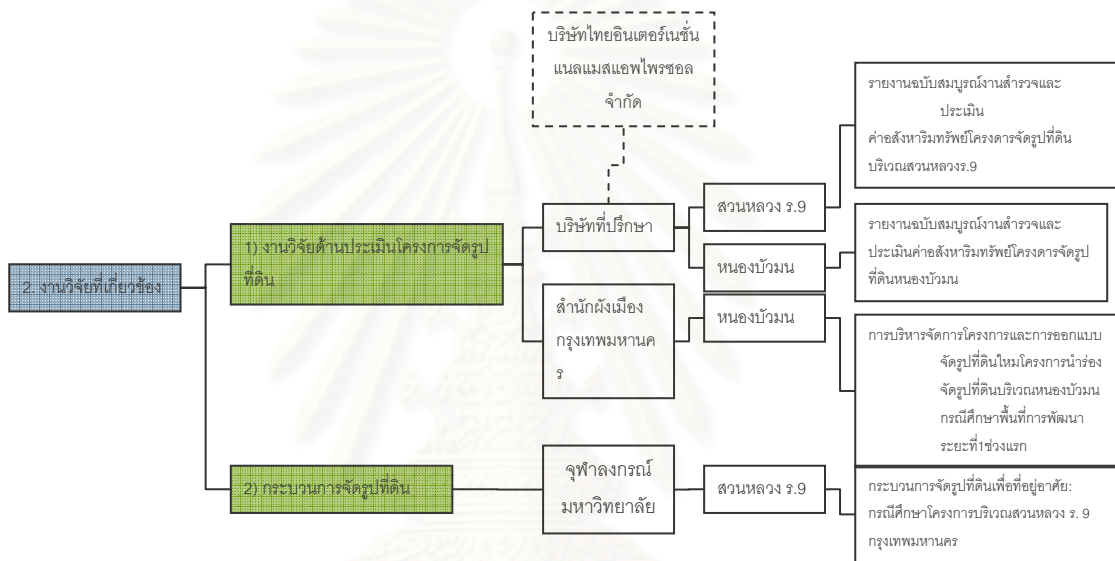 บริษัทไทยอินเตอร์เนชั่น
แนลแมสแอพไพรซอล
จำกัด
รายงานฉบับสมบูรณ์งานสำรวจและ
ประเมิน
ค่าอสังหาริมทรัพย์โครงดารจัดรูปที่ดิน
บริเวณสวนหลวงร.9
สวนหลวง ร.9
บริษัทที่ปรึกษา
1) งานวิจัยด้านประเมินโครงการจัดรูป
ที่ดิน
รายงานฉบับสมบูรณ์งานสำรวจและ
ประเมินค่าอสังหาริมทรัพย์โครงดารจัดรูป
ที่ดินหนองบัวมน
หนองบัวมน
2. งานวิจัยที่เกี่ยวข้อง
สำนักผังเมือง
กรุงเทพมหานค
ร
หนองบัวมน
การบริหารจัดการโครงการและการออกแบบ
จัดรูปที่ดินใหมโครงการนำร่อง
จัดรูปที่ดินบริเวณหนองบัวมน
กรณีศึกษาพื้นที่การพัฒนา
ระยะที่1ช่วงแรก
2) กระบวนการจัดรูปที่ดิน
จุฬาลงกรณ์
มหาวิทยาลัย
สวนหลวง ร.9
กระบวนการจัดรูปที่ดินเพื่อที่อยู่อาศัย:
กรณีศึกษาโครงการบริเวณสวนหลวง ร. 9
กรุงเทพมหานคร